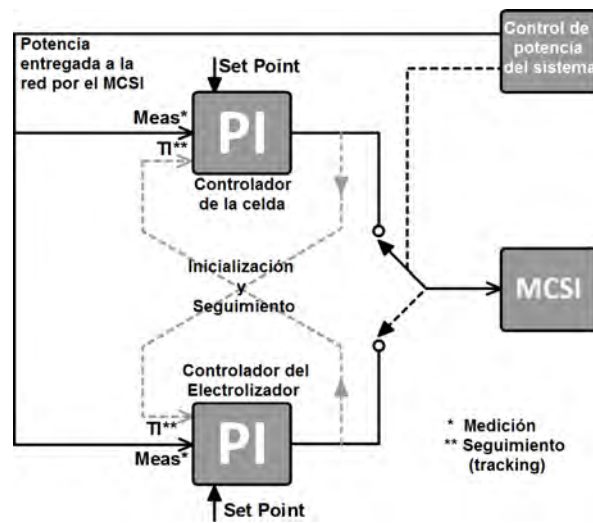 Potencia
entregada a la
red por el MCSI
Control de
potencia
del sistema
Set Point
Meas*
TI**
PI
Controlador
de la celda
Inicialización
y
Seguimiento
MCSI
Controlador del
Electrolizador
TI**
Meas*
PI
Set Point
* Medición
** Seguimiento
(tracking)